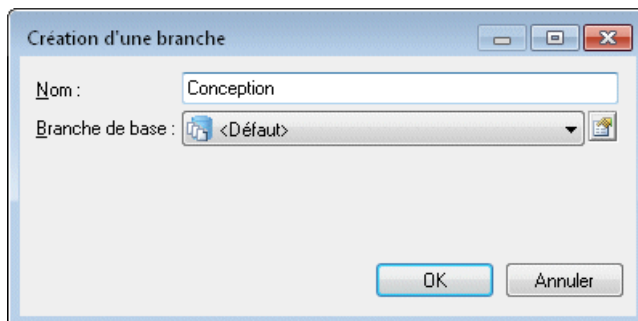 Création d'une branche
Nom : Conception
Branche de base : <Défaut>
OK Annuler